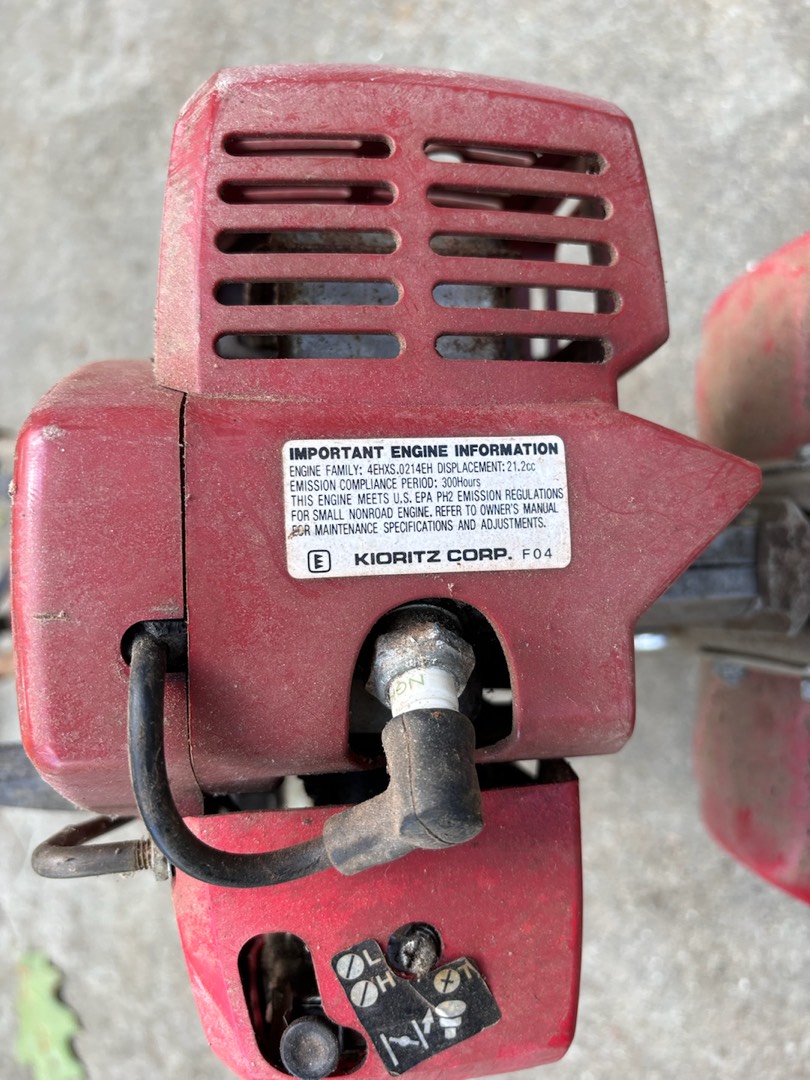 IMPORTANT ENGINE INFORMATION
ENGINE FAMILY: 4EHXS.0214EH DISPLACEMENT: 21.2cc
EMISSION COMPLIANCE PERIOD: 300Hours
THIS ENGINE MEETS U.S. EPA PH2 EMISSION REGULATIONS
FOR SMALL NONROAD ENGINE. REFER TO OWNER'S MANUAL
FOR MAINTENANCE SPECIFICATIONS AND ADJUSTMENTS.
E KIORITZ CORP. F04
L
H
T